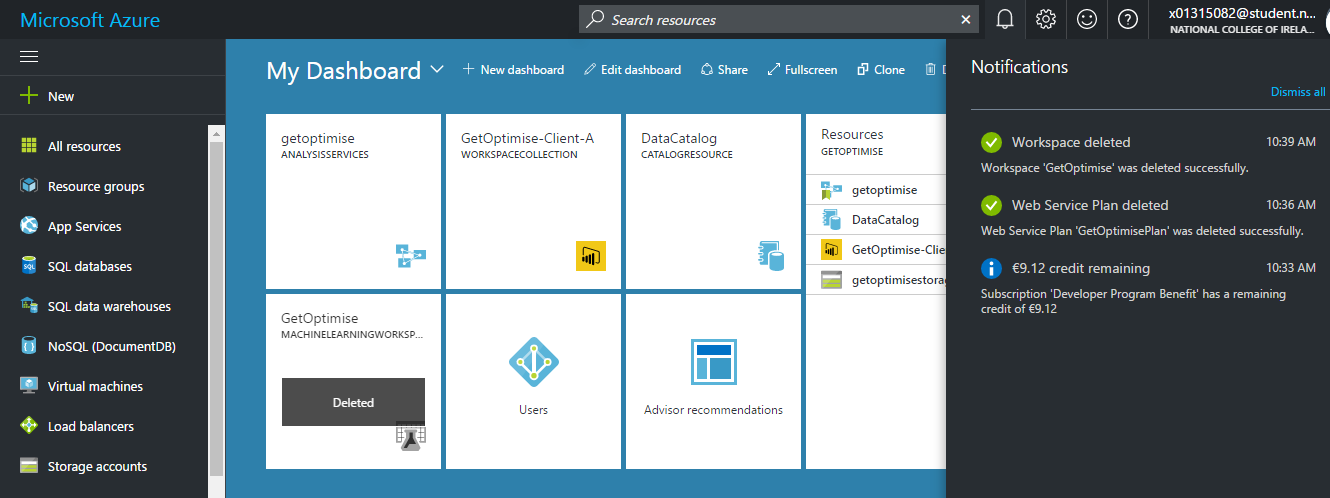 Microsoft Azure
Search resources
x01315082@student.n...
NATIONAL COLLEGE OF IRELA...
New
All resources
Resource groups
App Services
SQL databases
SQL data warehouses
NoSQL (DocumentDB)
Virtual machines
Load balancers
Storage accounts
My Dashboard
New dashboard
Edit dashboard
Share
Fullscreen
Clone
getoptimise
ANALYSISSERVICES
GetOptimise-Client-A
WORKSPACECOLLECTION
DataCatalog
CATALOGRESOURCE
Resources
GETOPTIMISE
getoptimise
DataCatalog
GetOptimise-Clie
getoptimisestorag
GetOptimise
MACHINELEARNINGWORKSP...
Deleted
Users
Advisor recommendations
Notifications
Dismiss all
Workspace deleted 10:39 AM
Workspace 'GetOptimise' was deleted successfully.
Web Service Plan deleted 10:36 AM
Web Service Plan 'GetOptimisePlan' was deleted successfully.
€9.12 credit remaining 10:33 AM
Subscription 'Developer Program Benefit' has a remaining
credit of €9.12